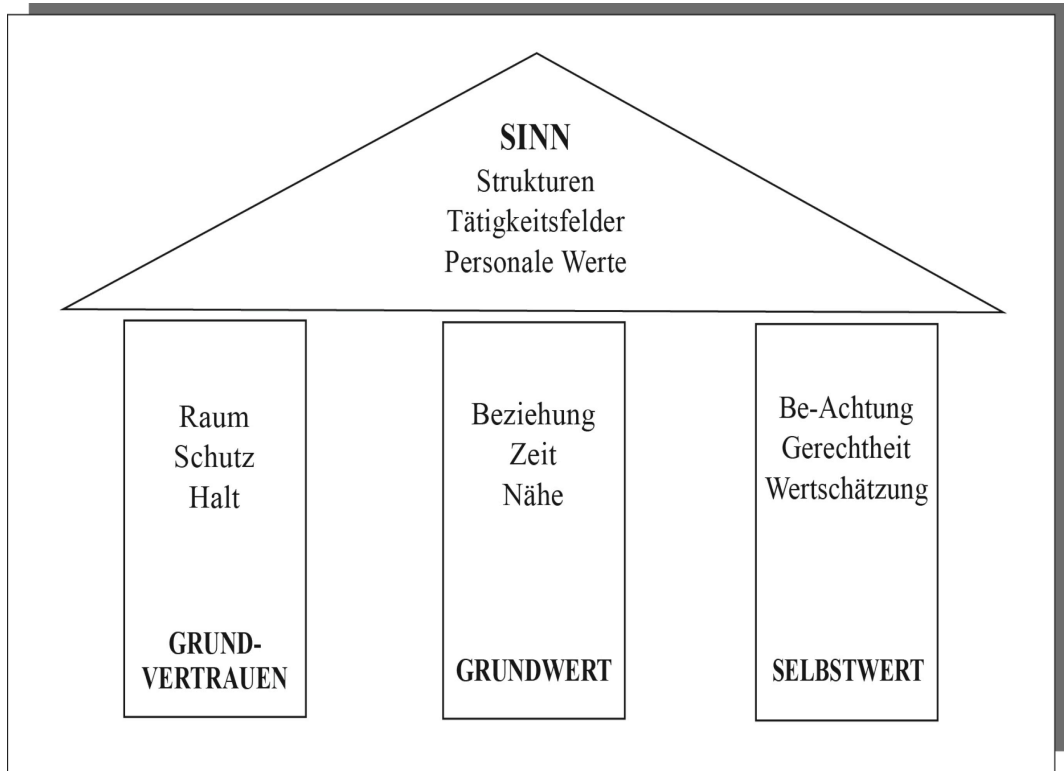 SINN
Strukturen
Tätigkeitsfelder
Personale Werte
Raum
Schutz
Halt
GRUND-
VERTRAUEN
Beziehung
Zeit
Nähe
GRUNDWERT
Be-Achtung
Gerechtheit
Wertschätzung
SELBSTWERT